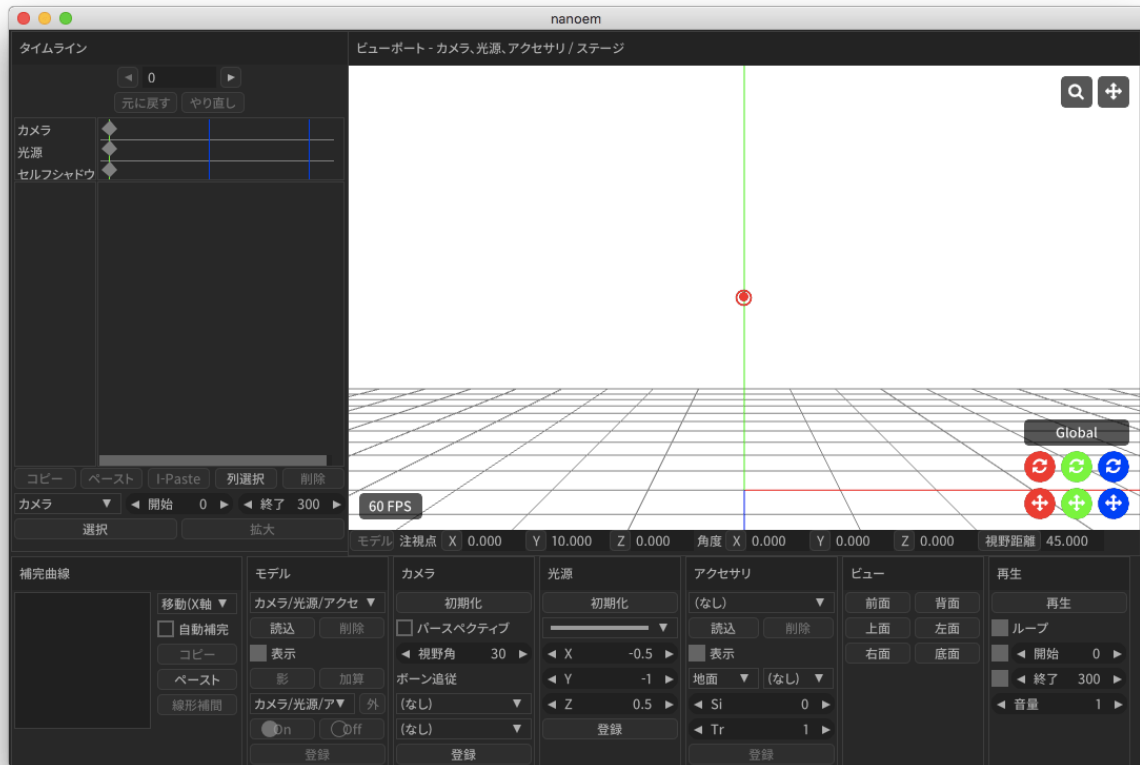 nanoem
タイムライン
ビューポート - カメラ、光源、アクセサリ / ステージ
0
元に戻す やり直し
カメラ
光源
セルフシャドウ
Global
60 FPS
コピー ペースト I-Paste 列選択 削除
カメラ 開始 0 終了 300
選択 拡大
モデル 注視点 X 0.000 Y 10.000 Z 0.000 角度 X 0.000 Y 0.000 Z 0.000 視野距離 45.000
補完曲線
移動(X軸
自動補完
コピー
ペースト
線形補間
モデル
カメラ/光源/アクセ
読込 削除
表示
影 加算
カメラ/光源/ア 外
On Off
登録
カメラ
初期化
パースペクティブ
視野角 30
ボーン追従
(なし)
(なし)
登録
光源
初期化
X -0.5
Y -1
Z 0.5
登録
アクセサリ
(なし)
読込 削除
表示
地面 (なし)
Si 0
Tr 1
登録
ビュー
前面 背面
上面 左面
右面 底面
再生
再生
ループ
開始 0
終了 300
音量 1